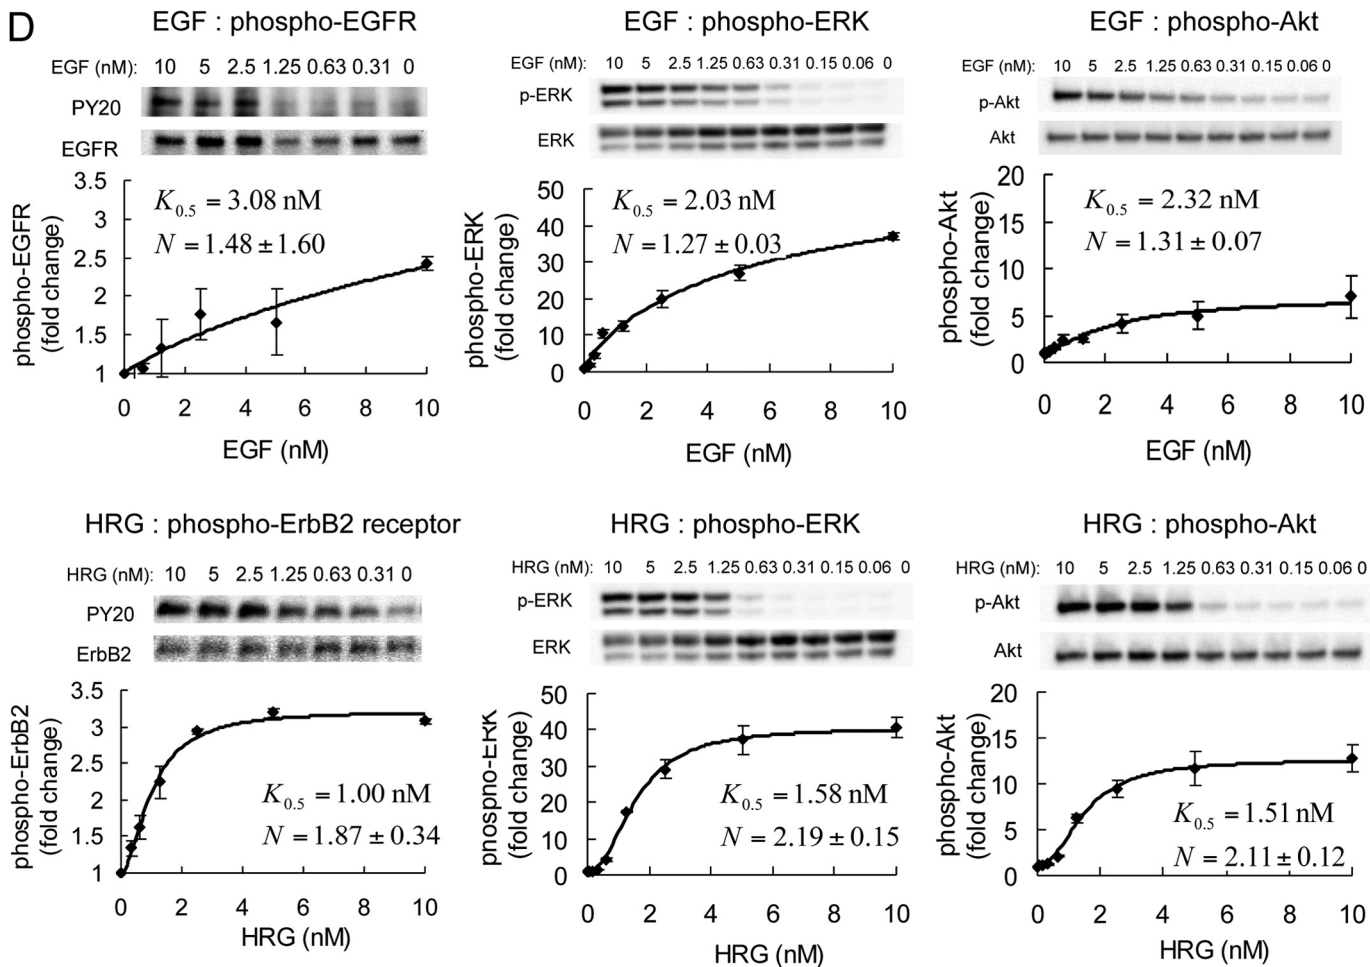 D
EGF : phospho-EGFR
EGF (nM): 10 5 2.5 1.25 0.63 0.31 0
PY20
EGFR
3.5
3
2.5
2
1.5
1
phospho-EGFR
(fold change)
K0.5 = 3.08 nM
N = 1.48 ± 1.60
0 2 4 6 8 10
EGF (nM)
EGF : phospho-ERK
EGF (nM): 10 5 2.5 1.25 0.63 0.31 0.15 0.06 0
p-ERK
ERK
50
40
30
20
10
0
phospho-ERK
(fold change)
K0.5 = 2.03 nM
N = 1.27 ± 0.03
0 2 4 6 8 10
EGF (nM)
EGF : phospho-Akt
EGF (nM): 10 5 2.5 1.25 0.63 0.31 0.15 0.06 0
p-Akt
Akt
20
15
10
5
0
phospho-Akt
(fold change)
K0.5 = 2.32 nM
N = 1.31 ± 0.07
0 2 4 6 8 10
EGF (nM)
HRG : phospho-ErbB2 receptor
HRG (nM): 10 5 2.5 1.25 0.63 0.31 0
PY20
ErbB2
3.5
3
2.5
2
1.5
1
phospho-ErbB2
(fold change)
K0.5 = 1.00 nM
N = 1.87 ± 0.34
0 2 4 6 8 10
HRG (nM)
HRG : phospho-ERK
HRG (nM): 10 5 2.5 1.25 0.63 0.31 0.15 0.06 0
p-ERK
ERK
50
40
30
20
10
0
phospho-ERK
(fold change)
K0.5 = 1.58 nM
N = 2.19 ± 0.15
0 2 4 6 8 10
HRG (nM)
HRG : phospho-Akt
HRG (nM): 10 5 2.5 1.25 0.63 0.31 0.15 0.06 0
p-Akt
Akt
20
15
10
5
0
phospho-Akt
(fold change)
K0.5 = 1.51 nM
N = 2.11 ± 0.12
0 2 4 6 8 10
HRG (nM)